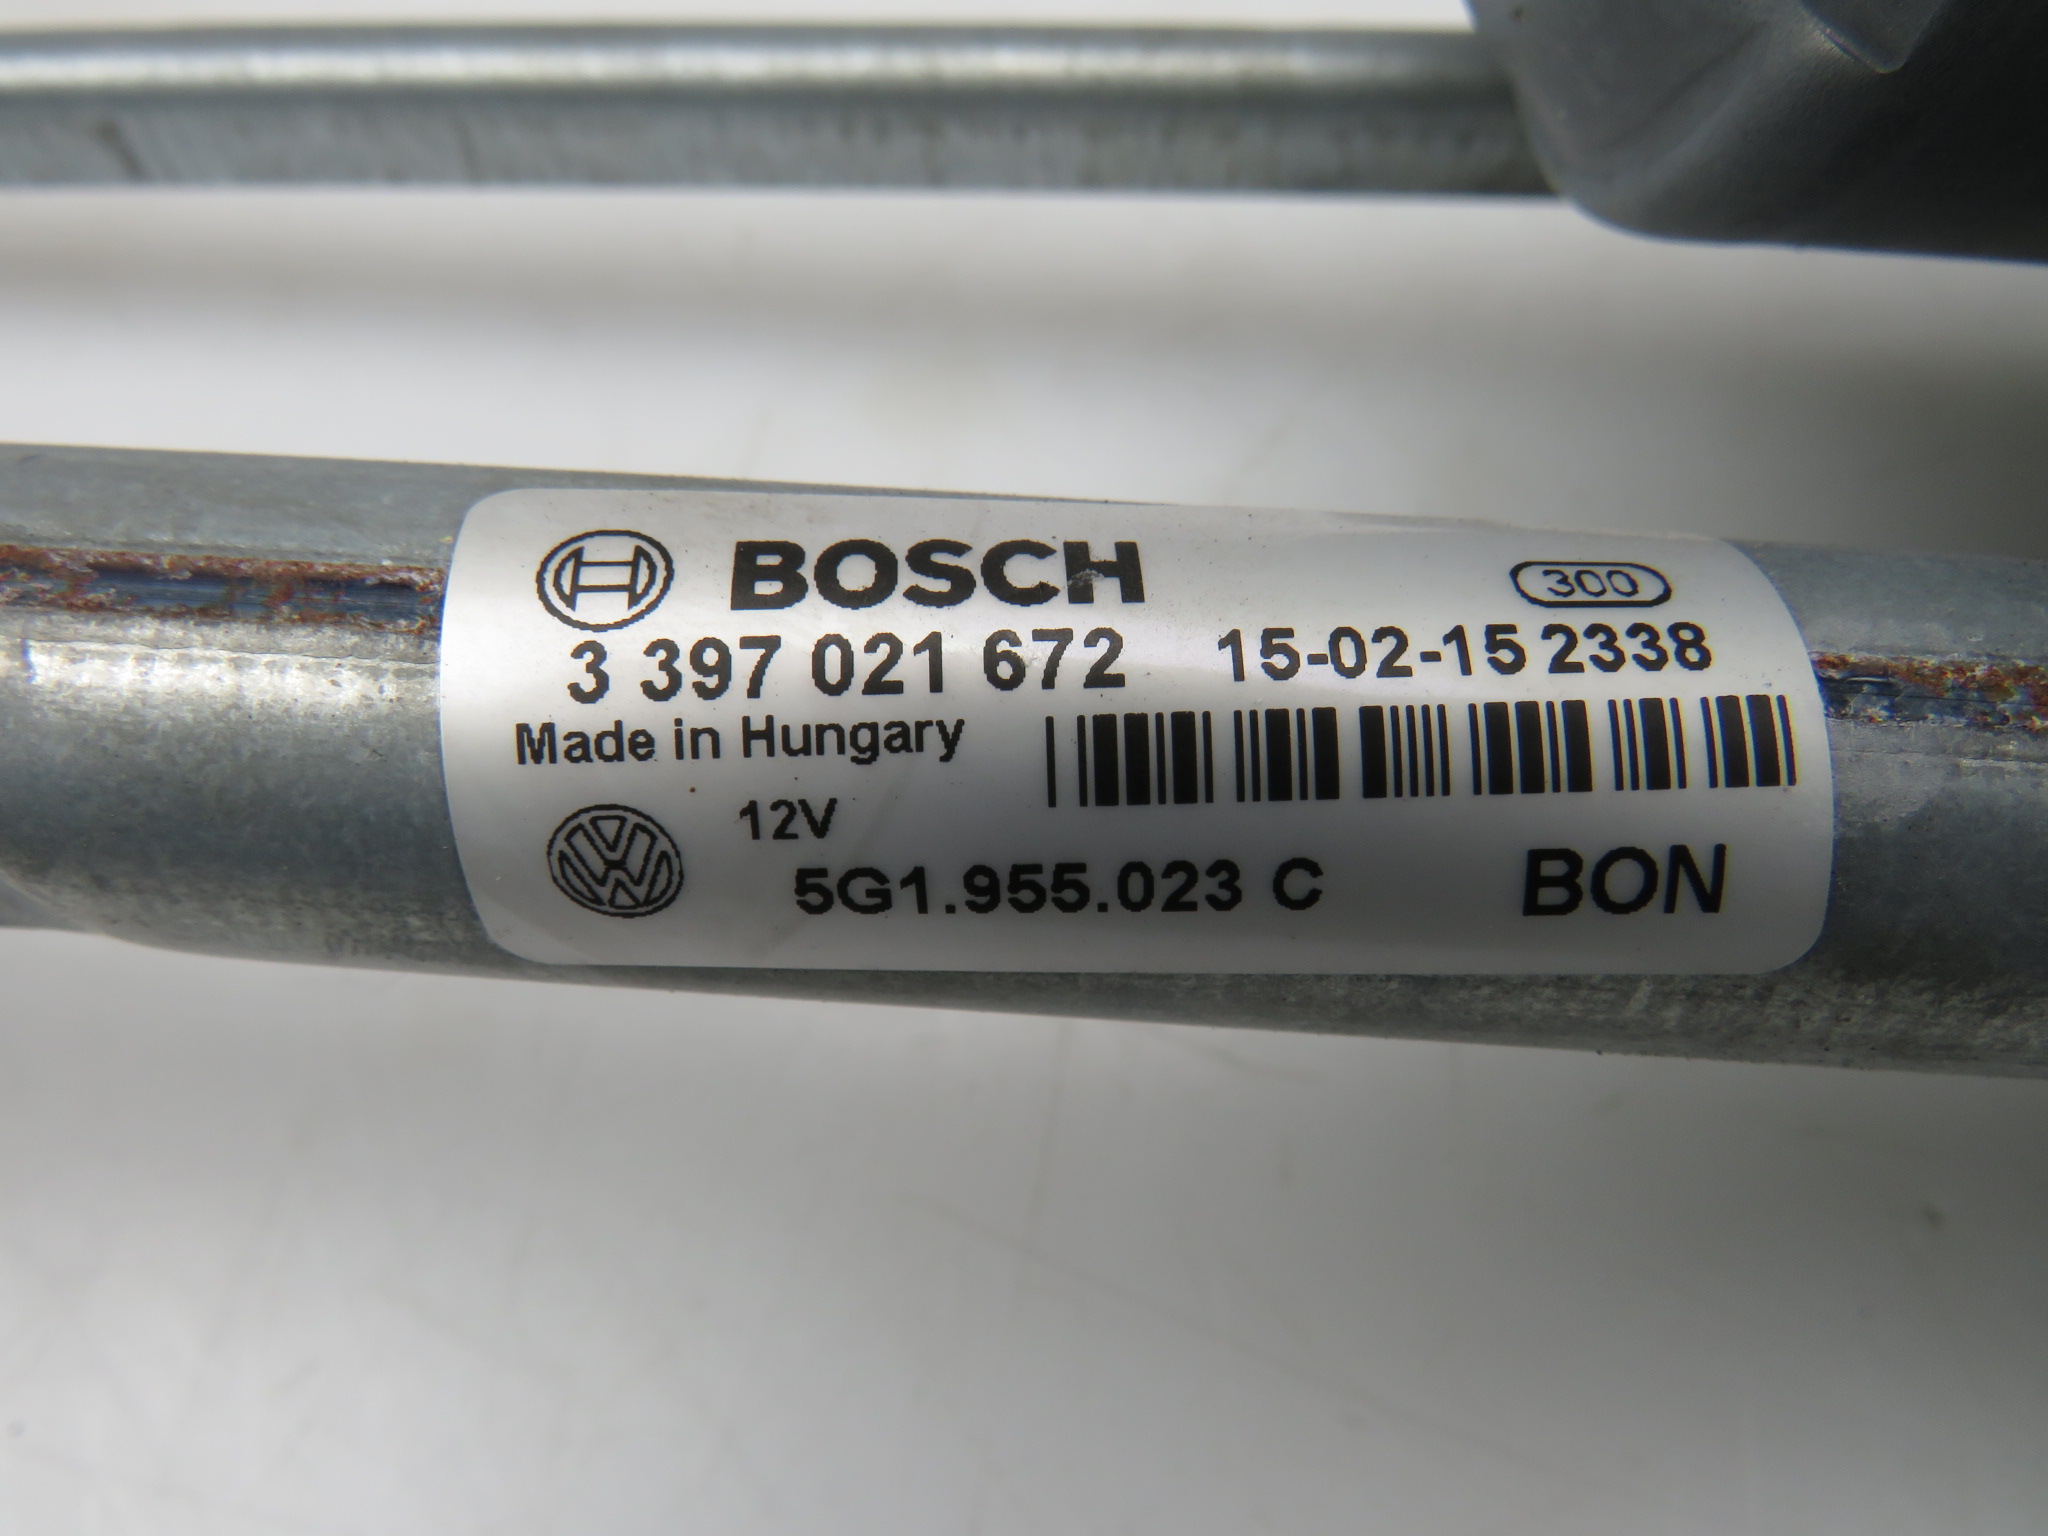 BOSCH
300
3 397 021 672 15-02-15 2338
Made in Hungary
12V
5G1.955.023 C BON